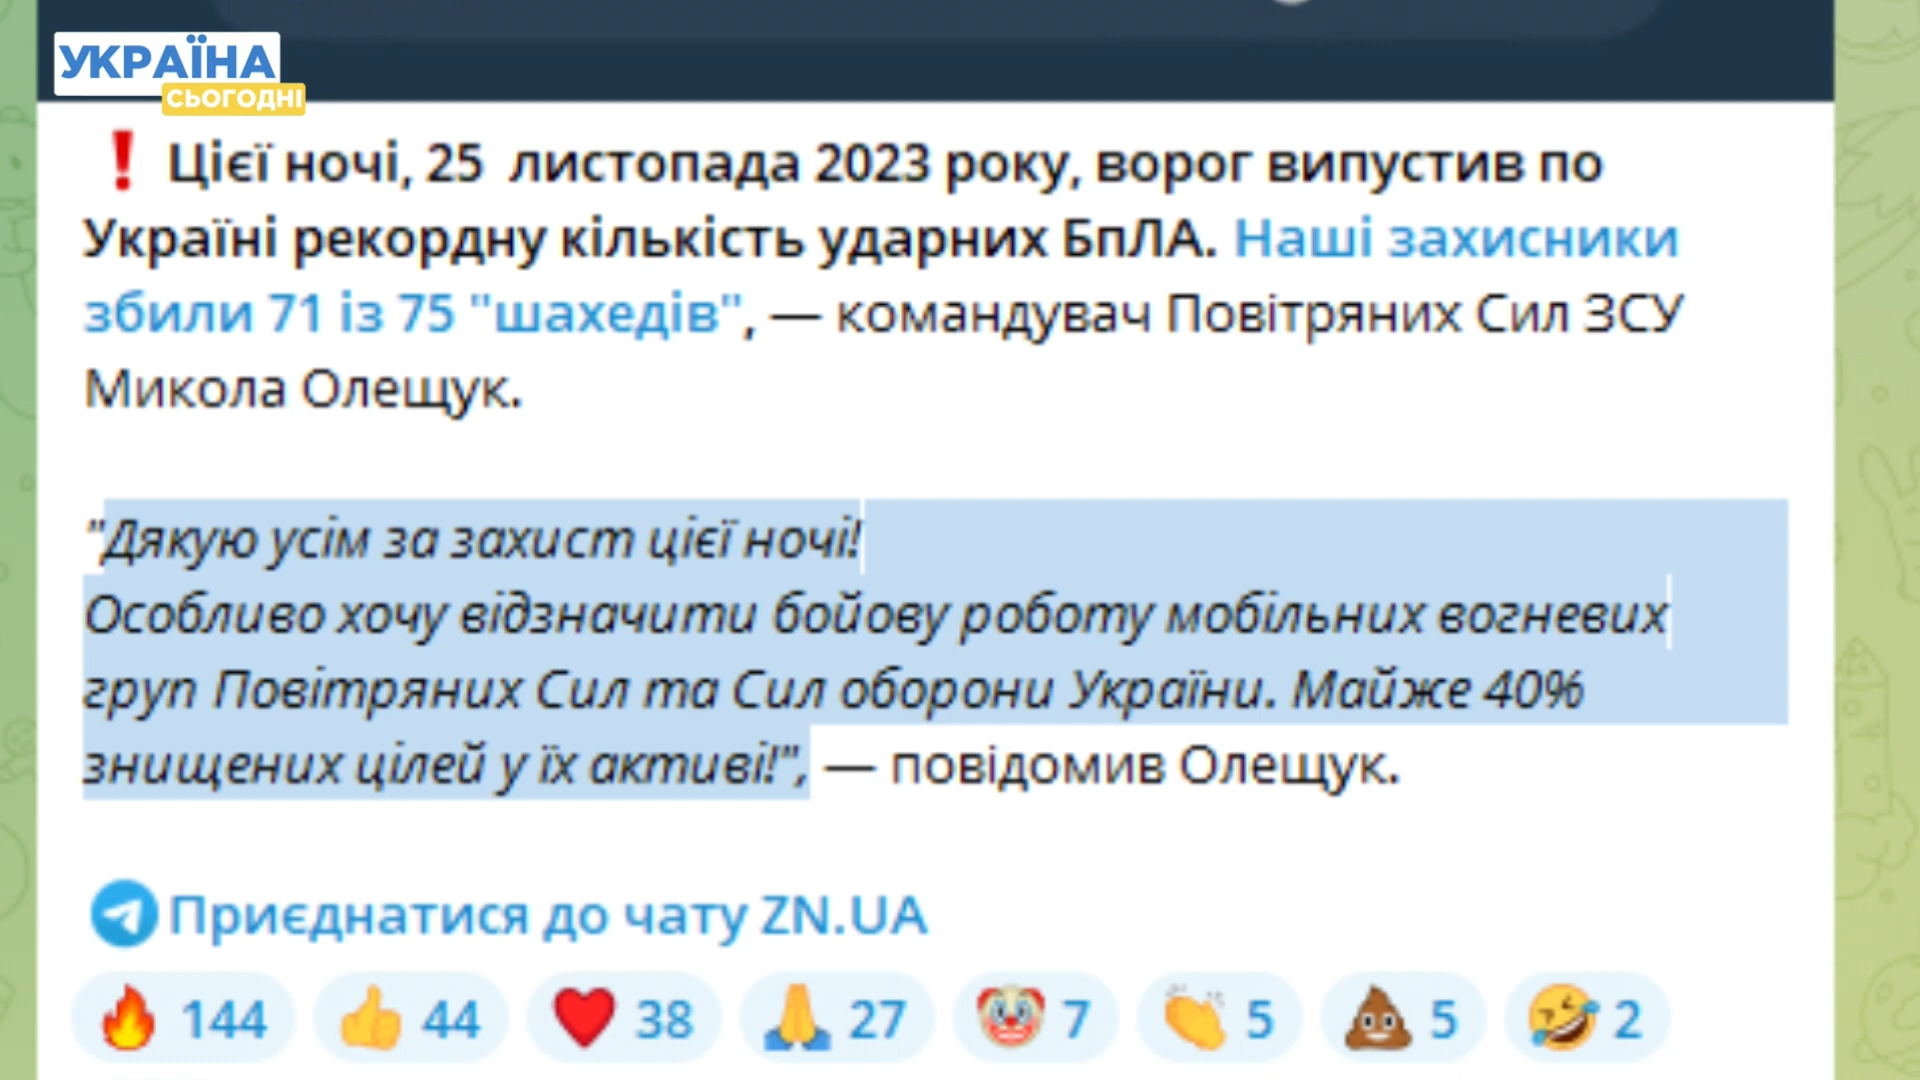 УКРАЇНА
СЬОГОДНІ
❗ Цієї ночі, 25 листопада 2023 року, ворог випустив по
Україні рекордну кількість ударних БпЛА. Наші захисники
збили 71 із 75 "шахедів", — командувач Повітряних Сил ЗСУ
Микола Олещук.
"Дякую усім за захист цієї ночі!
Особливо хочу відзначити бойову роботу мобільних вогневих
груп Повітряних Сил та Сил оборони України. Майже 40%
знищених цілей у їх активі!", — повідомив Олещук.
Приєднатися до чату ZN.UA
🔥 144 👍 44 ❤️ 38 🙏 27 🤡 7 👏 5 💩 5 🤣 2